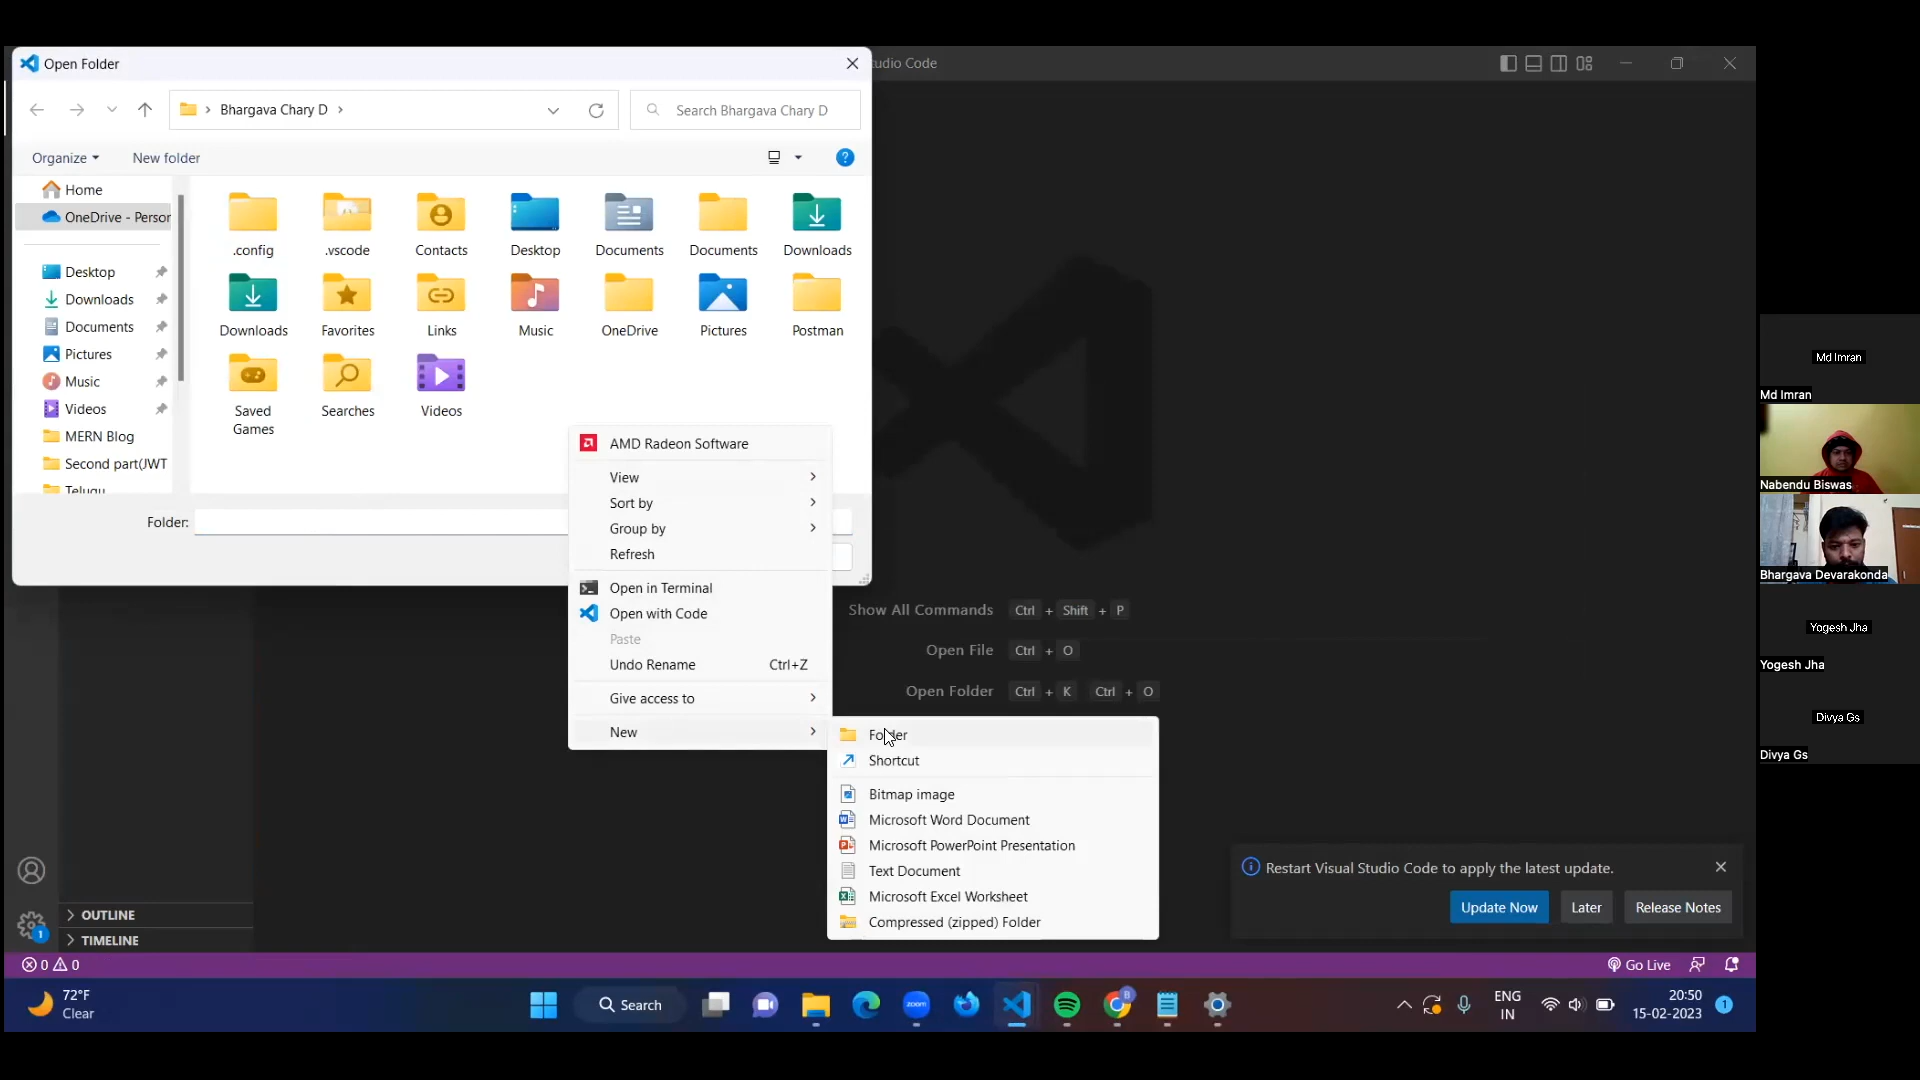 Open Folder
tudio Code
Bhargava Chary D
Search Bhargava Chary D
Organize
New folder
Home
OneDrive - Person
Desktop
Downloads
Documents
Pictures
Music
Videos
MERN Blog
Second part(JWT
Telugu
.config
.vscode
Contacts
Desktop
Documents
Documents
Downloads
Downloads
Favorites
Links
Music
OneDrive
Pictures
Postman
Saved
Games
Searches
Videos
Folder:
AMD Radeon Software
View
Sort by
Group by
Refresh
Open in Terminal
Open with Code
Paste
Undo Rename Ctrl+Z
Give access to
New
Folder
Shortcut
Bitmap image
Microsoft Word Document
Microsoft PowerPoint Presentation
Text Document
Microsoft Excel Worksheet
Compressed (zipped) Folder
Show All Commands Ctrl + Shift + P
Open File Ctrl + O
Open Folder Ctrl + K Ctrl + O
Restart Visual Studio Code to apply the latest update.
Update Now
Later
Release Notes
1
OUTLINE
TIMELINE
0 0
Go Live
72°F
Clear
Search
zoom
B
ENG
IN
20:50
15-02-2023
1
Md Imran
Md Imran
Nabendu Biswas
Bhargava Devarakonda
Yogesh Jha
Yogesh Jha
Divya Gs
Divya Gs